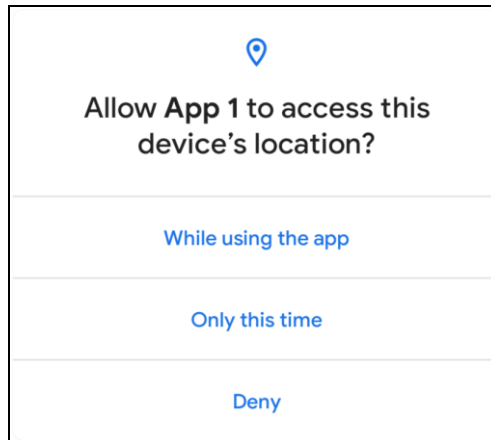 Allow App 1 to access this
device’s location?
While using the app
Only this time
Deny